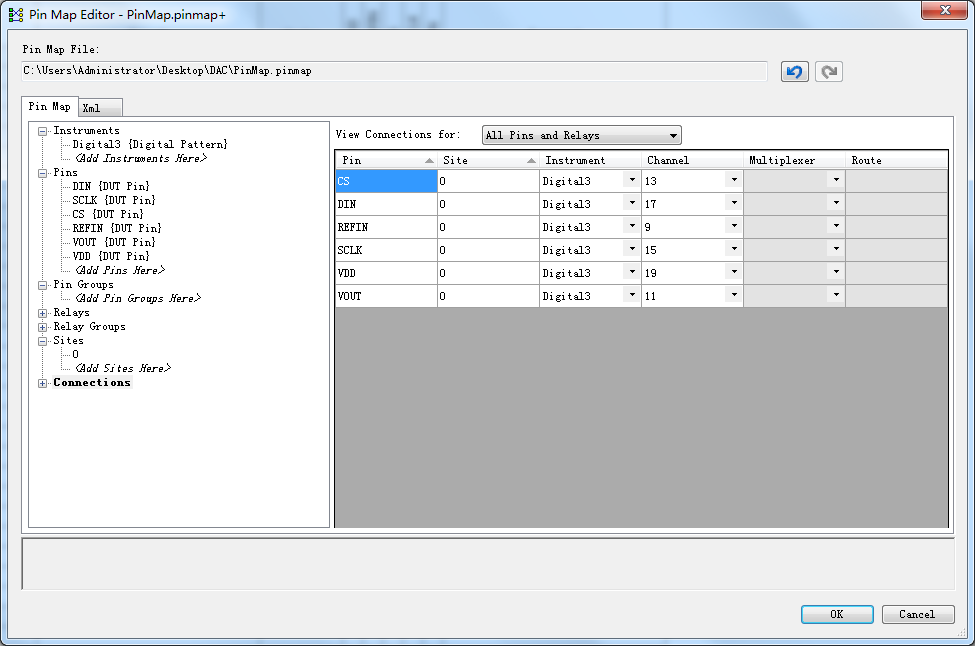 Pin Map Editor - PinMap.pinmap+
Pin Map File:
C:\Users\Administrator\Desktop\DAC\PinMap.pinmap
Pin Map Xml
Instruments
Digital3 {Digital Pattern}
<Add Instruments Here>
Pins
DIN {DUT Pin}
SCLK {DUT Pin}
CS {DUT Pin}
REFIN {DUT Pin}
VOUT {DUT Pin}
VDD {DUT Pin}
<Add Pins Here>
Pin Groups
<Add Pin Groups Here>
Relays
Relay Groups
Sites
0
<Add Sites Here>
Connections
View Connections for: All Pins and Relays
Pin Site Instrument Channel Multiplexer Route
CS 0 Digital3 13
DIN 0 Digital3 17
REFIN 0 Digital3 9
SCLK 0 Digital3 15
VDD 0 Digital3 19
VOUT 0 Digital3 11
OK Cancel